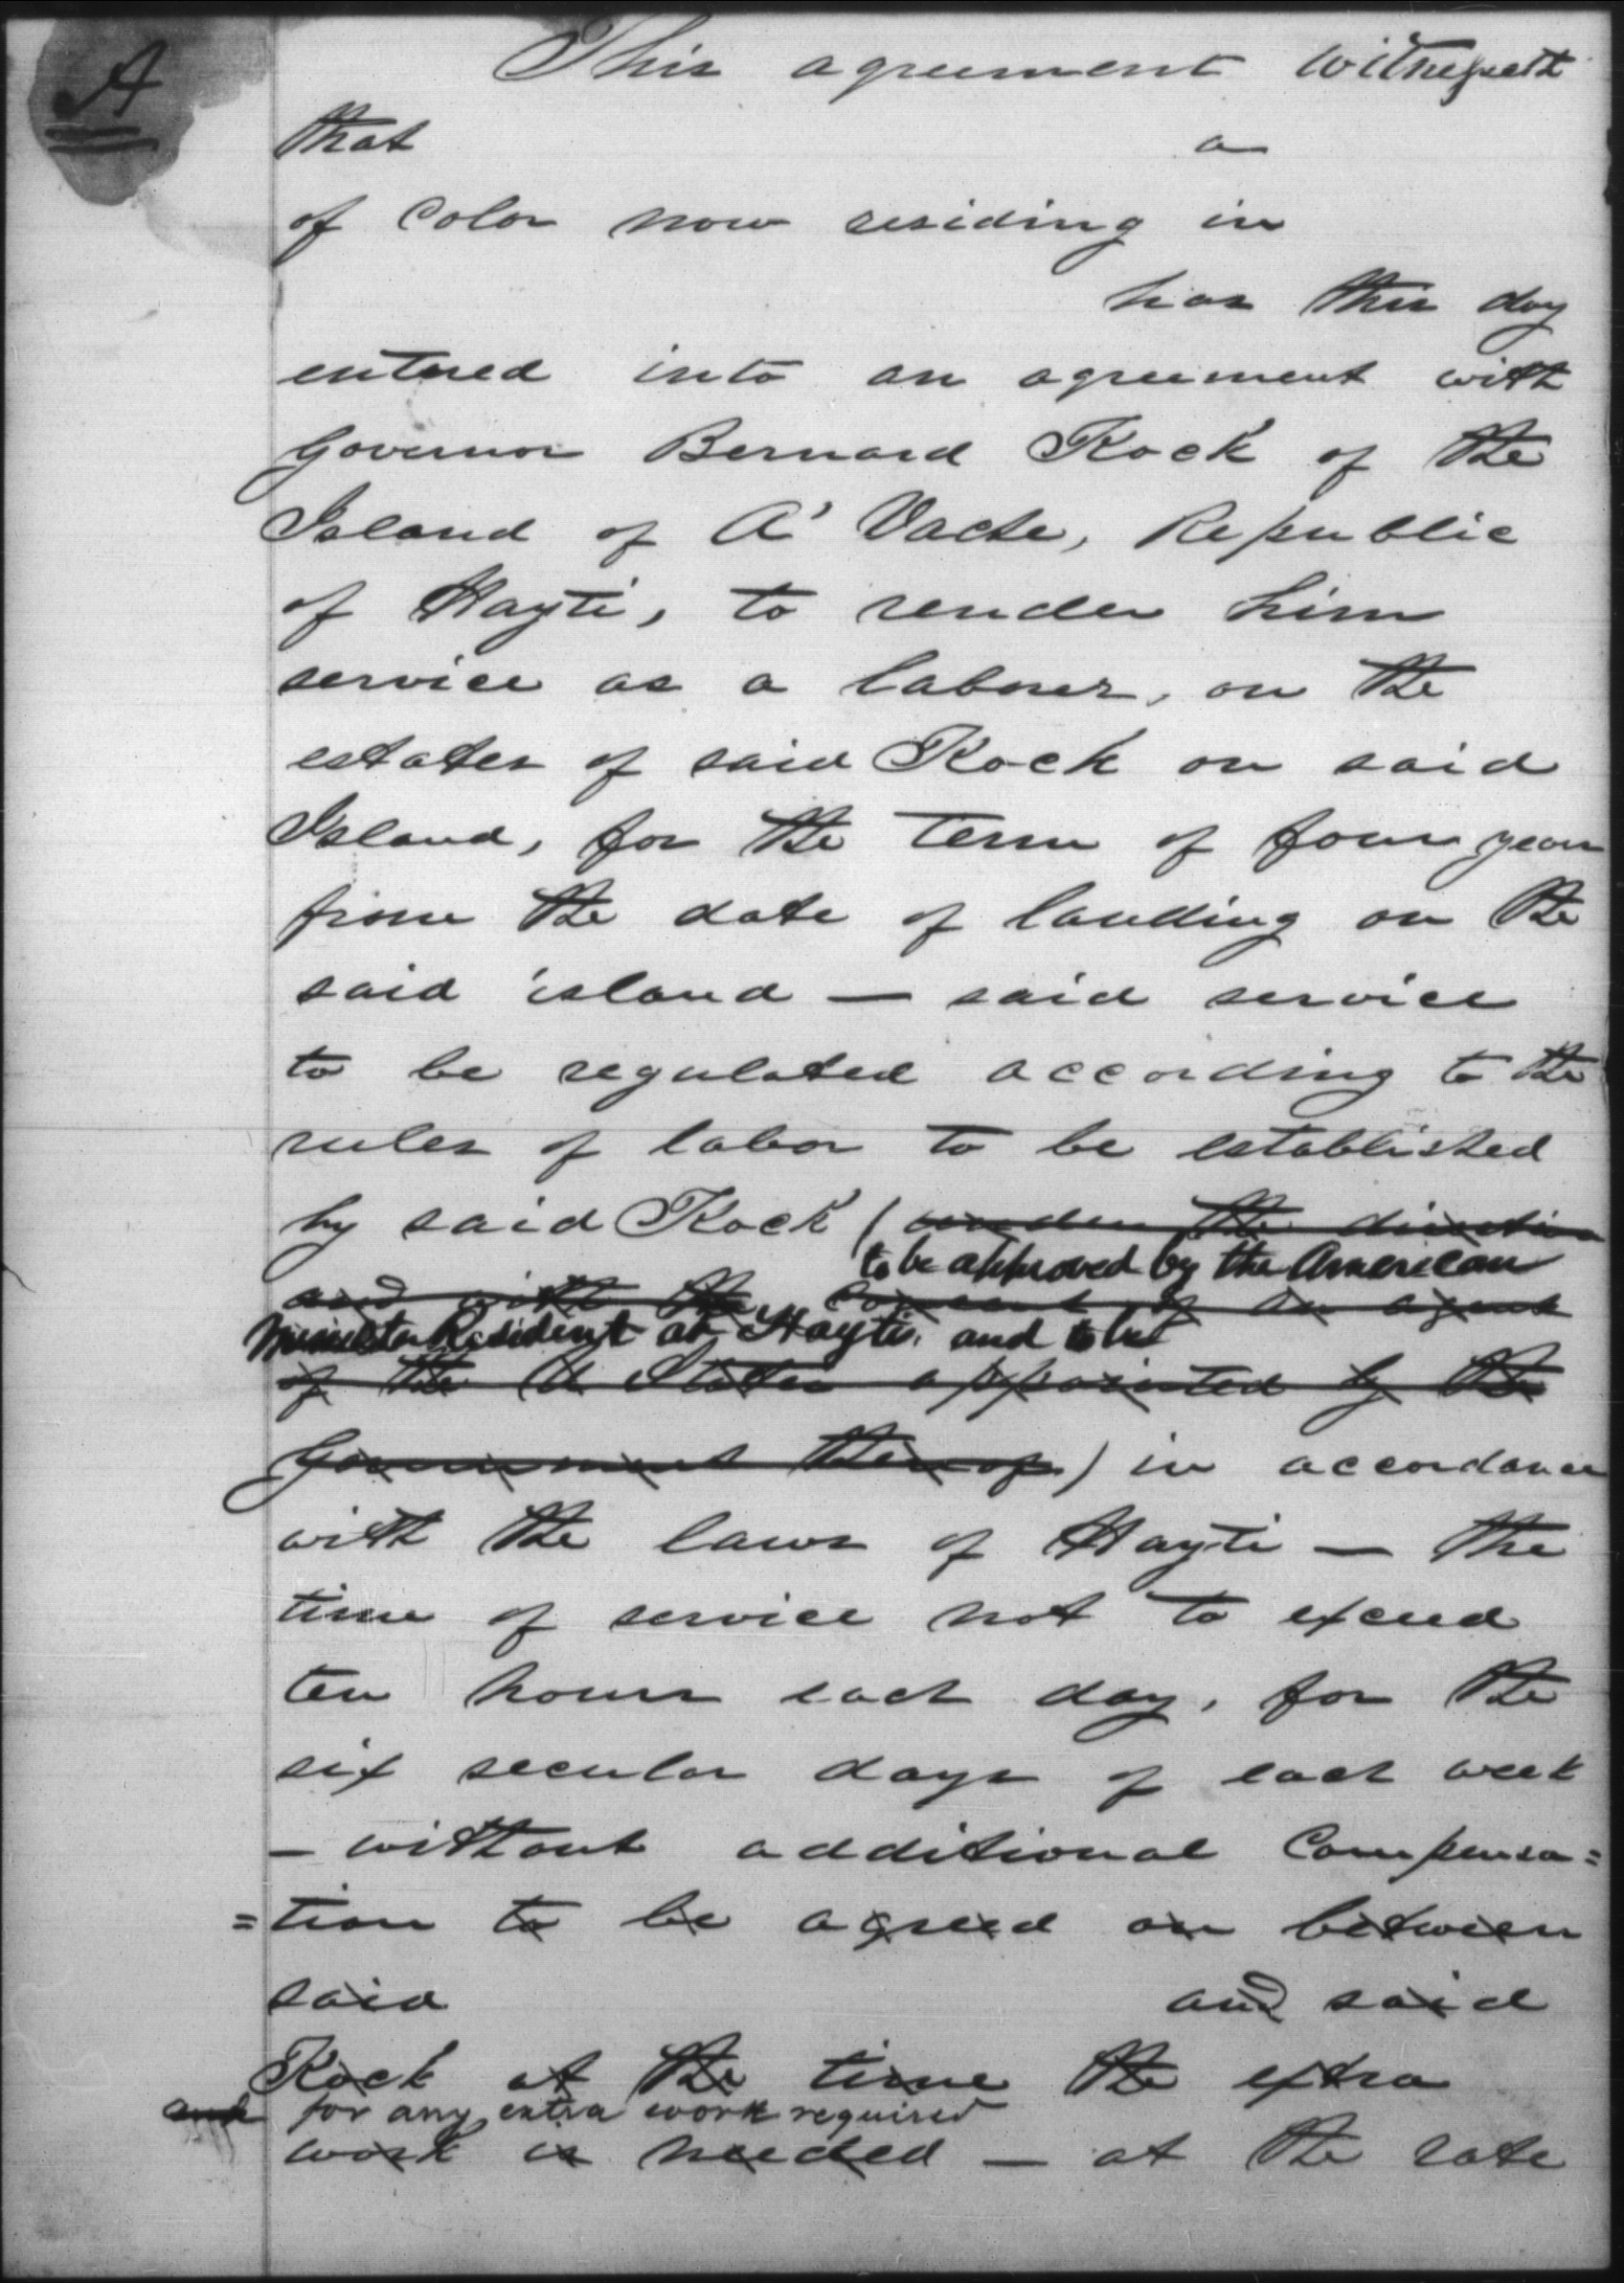 A
This agreement witnesseth
that a
of color now residing in
has this day
entered into an agreement with
Governor Bernard Kock of the
Island of A' Vache, Republic
of Hayti, to render him
service as a laborer, on the
estates of said Kock on said
Island, for the term of four years
from the date of landing on the
said island — said service
to be regulated according to the
rules of labor to be established
by said Kock (under the direction
to be approved by the American
and with the consent of an agent
Minister Resident at Hayti. and to be
of the U States appointed by the
Government thereof) in accordance
with the laws of Hayti — the
time of service not to exceed
ten hours each day, for the
six secular days of each week
— without additional Compensa=
=tion to be agreed on between
said and said
Kock at the time the extra
and for any extra work required
work is needed — at the rate